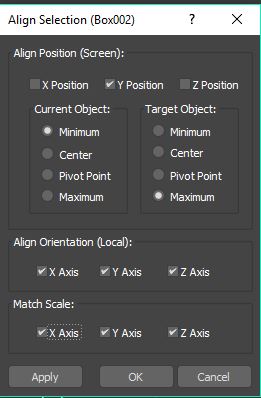 Align Selection (Box002) ? ×
Align Position (Screen):
X Position Y Position Z Position
Current Object: Target Object:
Minimum Minimum
Center Center
Pivot Point Pivot Point
Maximum Maximum
Align Orientation (Local):
X Axis Y Axis Z Axis
Match Scale:
X Axis Y Axis Z Axis
Apply OK Cancel